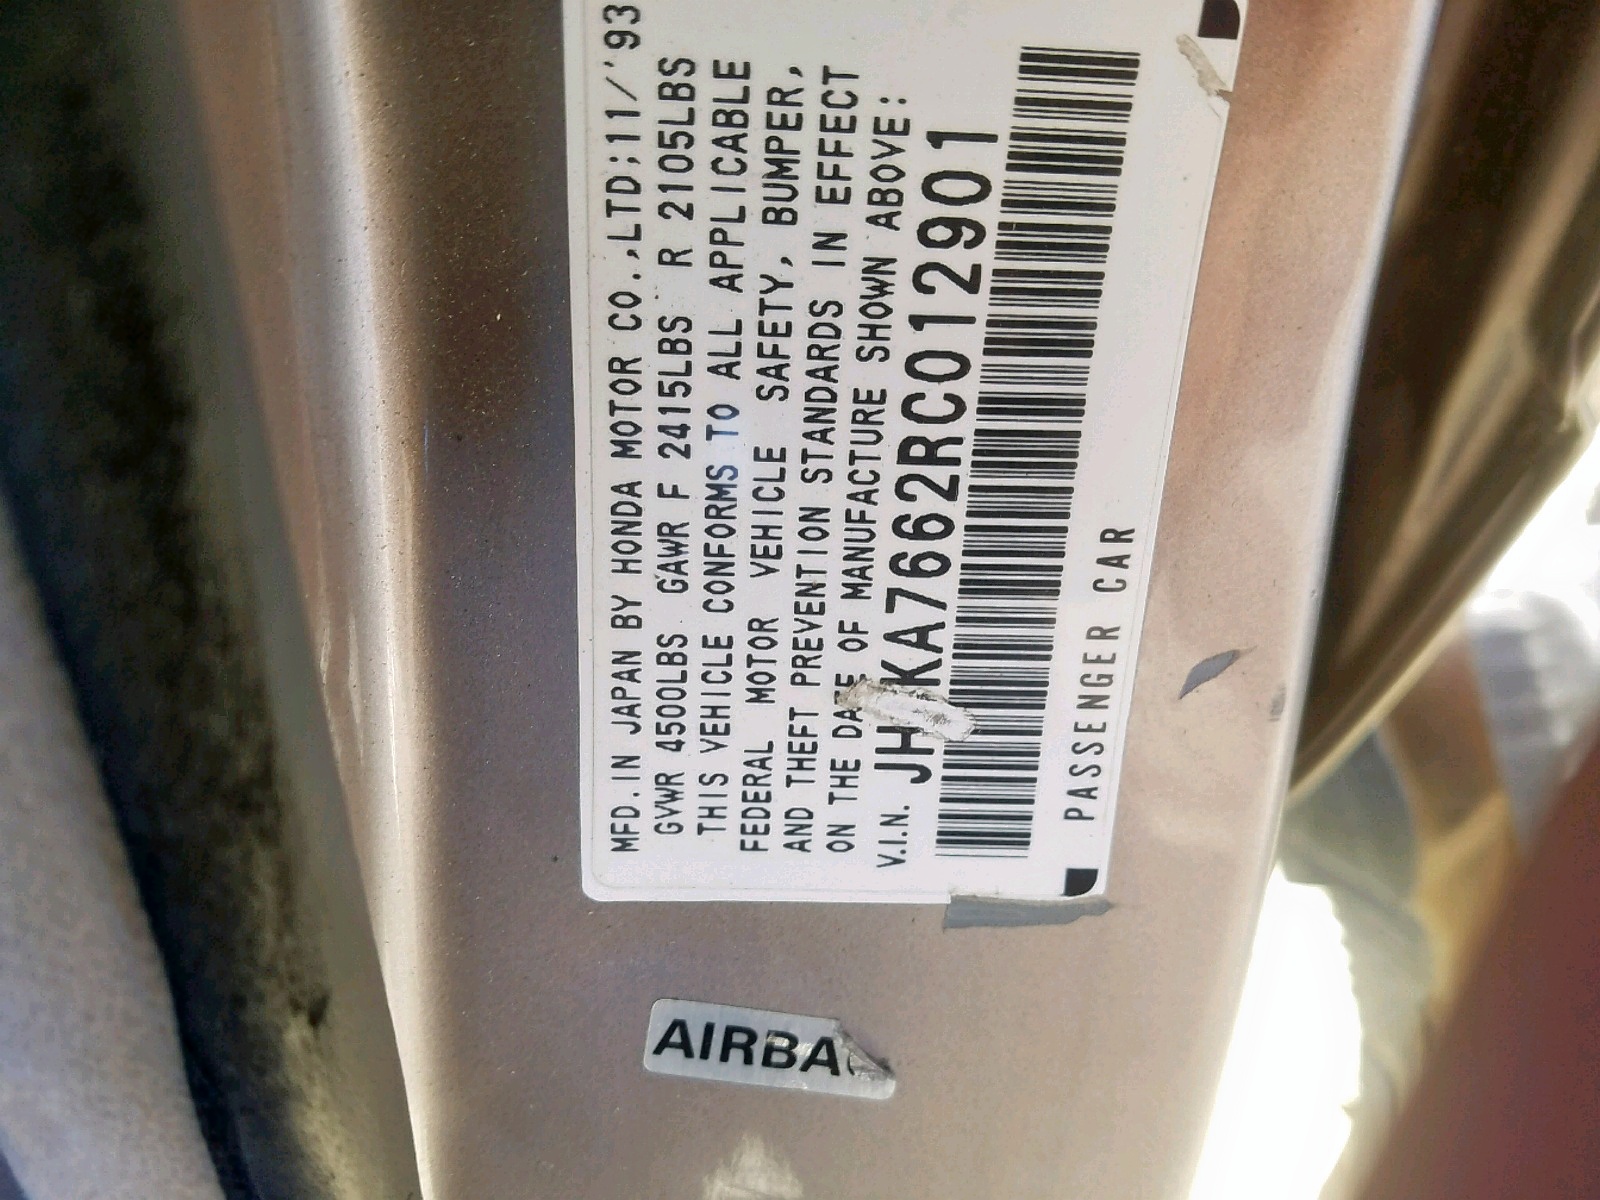 MFD.IN JAPAN BY HONDA MOTOR CO.,LTD;11/'93
GVWR 4500LBS GAWR F 2415LBS R 2105LBS
THIS VEHICLE CONFORMS TO ALL APPLICABLE
FEDERAL MOTOR VEHICLE SAFETY, BUMPER,
AND THEFT PREVENTION STANDARDS IN EFFECT
ON THE DATE OF MANUFACTURE SHOWN ABOVE:
V.I.N. JH KA7662RC012901
PASSENGER CAR
AIRBA